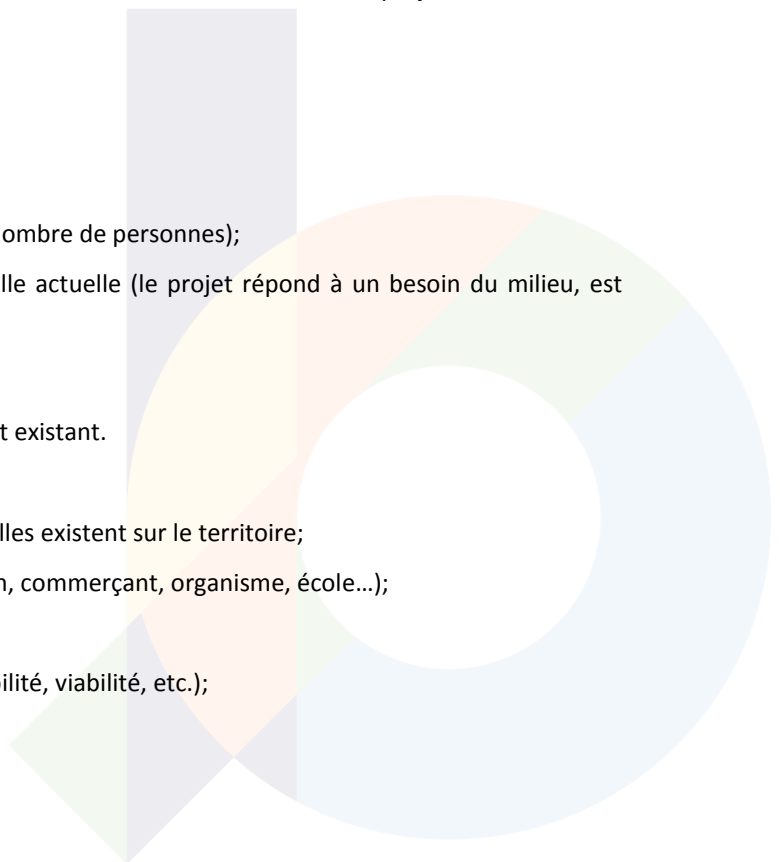 ombre de personnes);
lle actuelle (le projet répond à un besoin du milieu, est
t existant.
lles existent sur le territoire;
n, commerçant, organisme, école…);
ilité, viabilité, etc.);